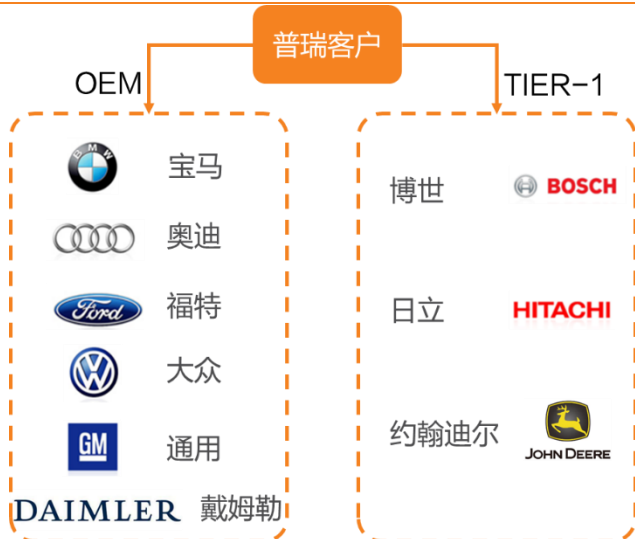 普瑞客户
OEM
BMW
宝马
奥迪
Ford
福特
VW
大众
GM
通用
DAIMLER 戴姆勒
TIER-1
博世 BOSCH
日立 HITACHI
约翰迪尔 JOHN DEERE